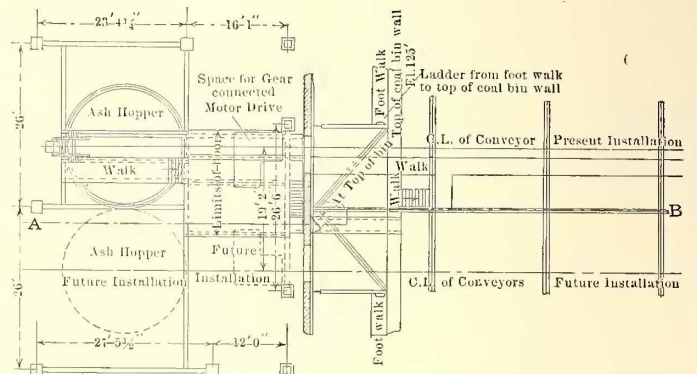 23'-4¼"
16'-1"
Space for Gear
connected
Motor Drive
Ash Hopper
Foot Walk
Top of coal bin wall
El.125'
Ladder from foot walk
to top of coal bin wall
26'
C.L. of Conveyor Present Installation
Walk
Limits of Floor
19'2"
26'6"
At Top of bin
Walk
Walk
A
B
Ash Hopper
Future
Future Installation
Installation
C.L. of Conveyors Future Installation
26'
Foot walk
27'-5½"
12'0"